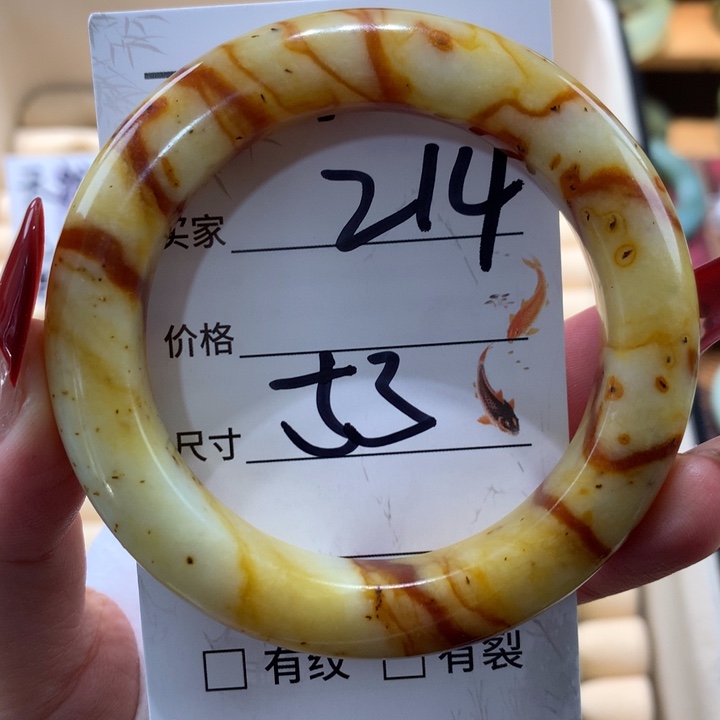 买家 214
价格
尺寸 53
有纹 有裂